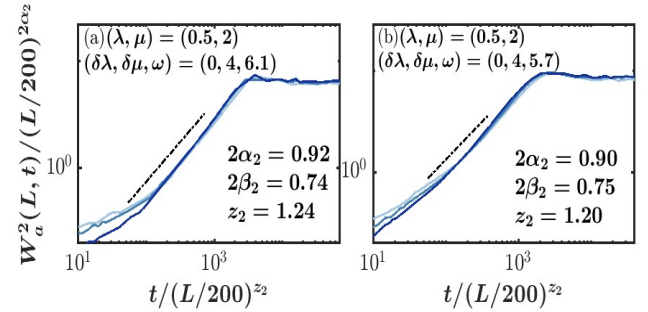 (a)(λ, μ) = (0.5, 2)
(δλ, δμ, ω) = (0, 4, 6.1)
2α₂ = 0.92
2β₂ = 0.74
z₂ = 1.24
10⁰
10¹
10³
t/(L/200)^{z₂}
W_a²(L, t)/(L/200)^{2α₂}
(b)(λ, μ) = (0.5, 2)
(δλ, δμ, ω) = (0, 4, 5.7)
2α₂ = 0.90
2β₂ = 0.75
z₂ = 1.20
10⁰
10¹
10³
t/(L/200)^{z₂}